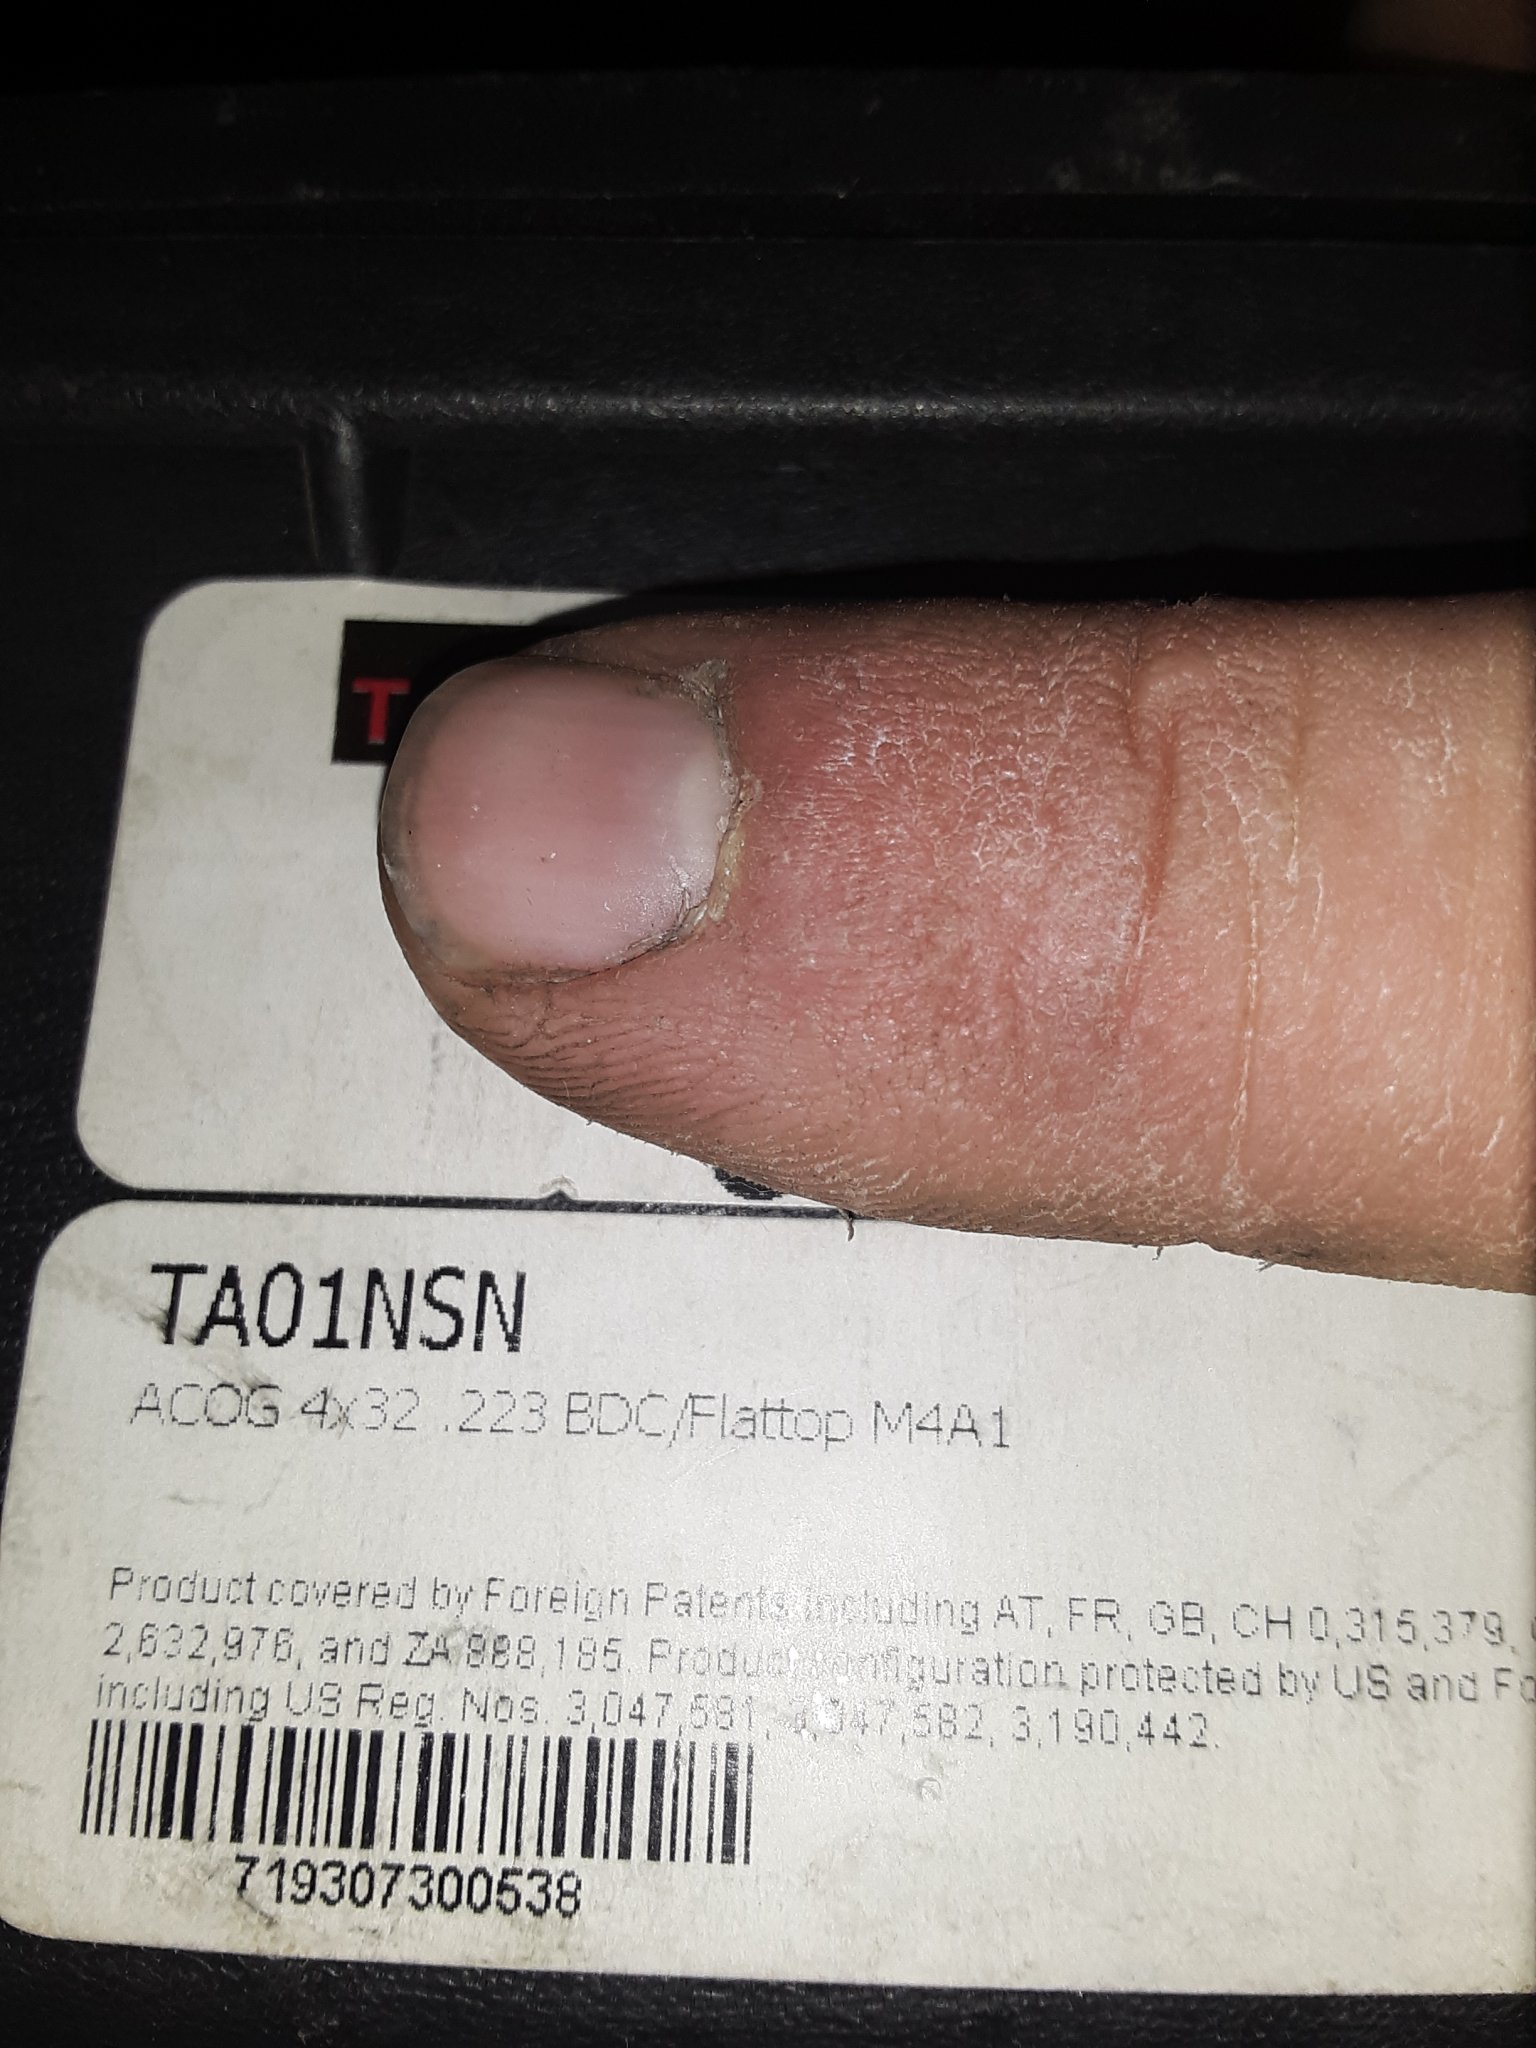 T
TA01NSN
ACOG 4x32 .223 BDC/Flattop M4A1
Product covered by Foreign Patents including AT, FR, GB, CH 0,315,379,
2,632,976, and ZA 888,185. Product configuration protected by US and Fo
including US Reg. Nos. 3,047,581, 3,047,582, 3,190,442.
719307300538